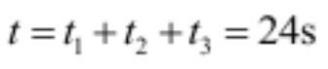 t = t₁ + t₂ + t₃ = 24s